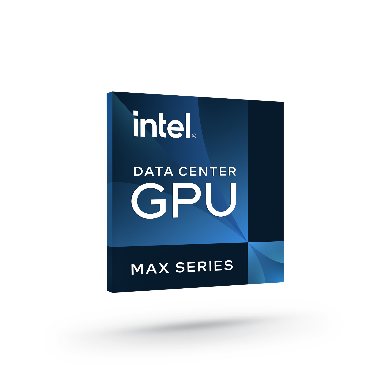 intel
DATA CENTER
GPU
MAX SERIES